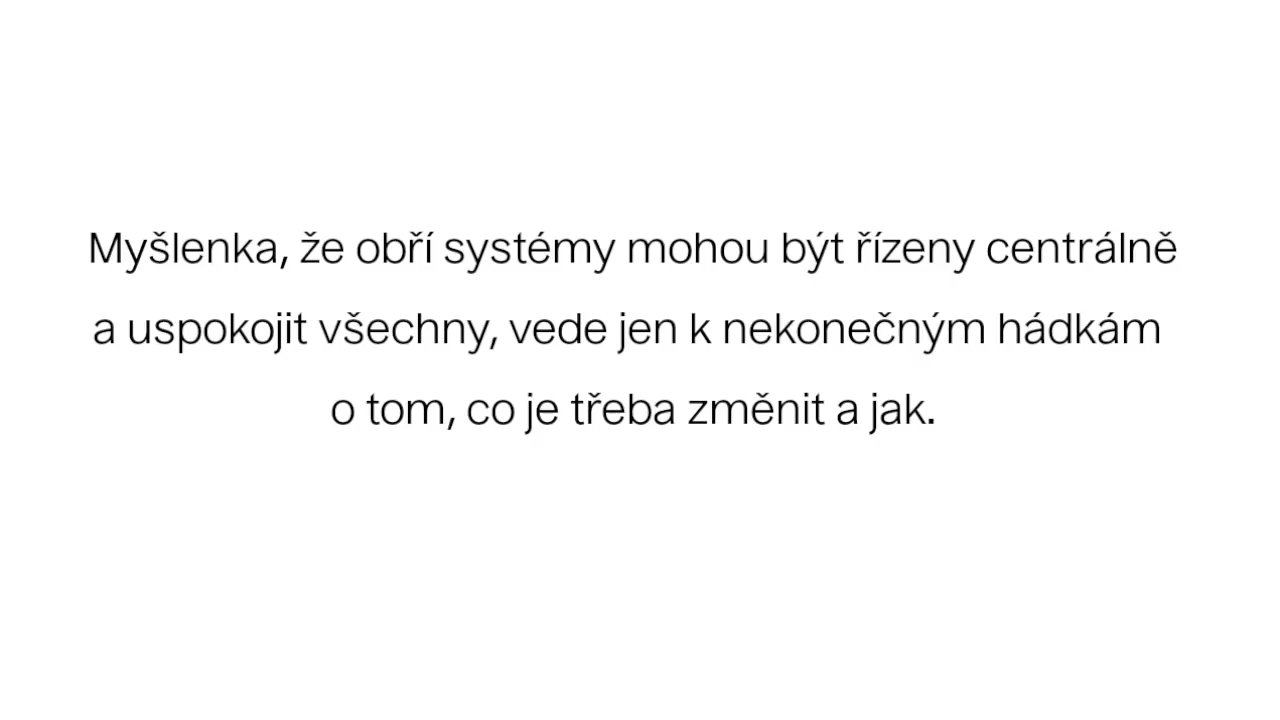 Myšlenka, že obří systémy mohou být řízeny centrálně
a uspokojit všechny, vede jen k nekonečným hádkám
o tom, co je třeba změnit a jak.